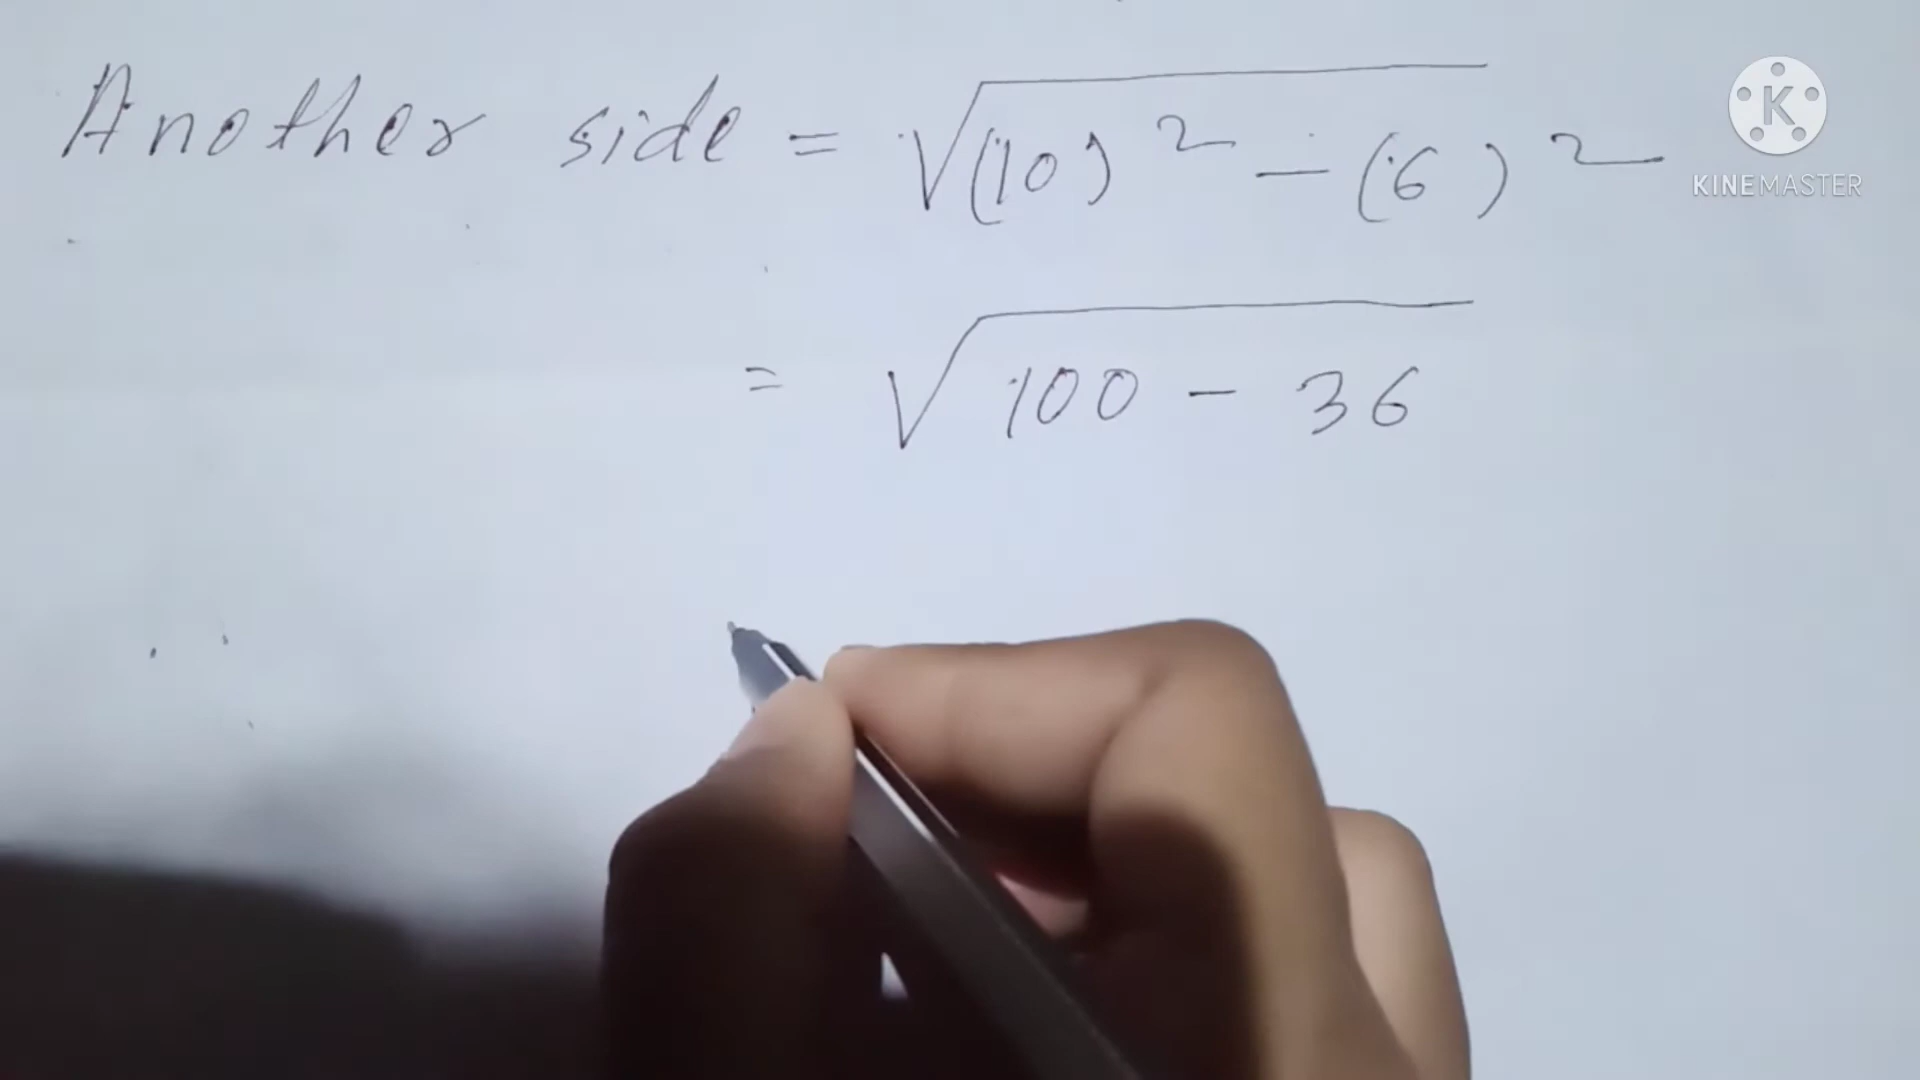 Another side = √(10)² - (6)²
= √100 - 36
K
KINEMASTER